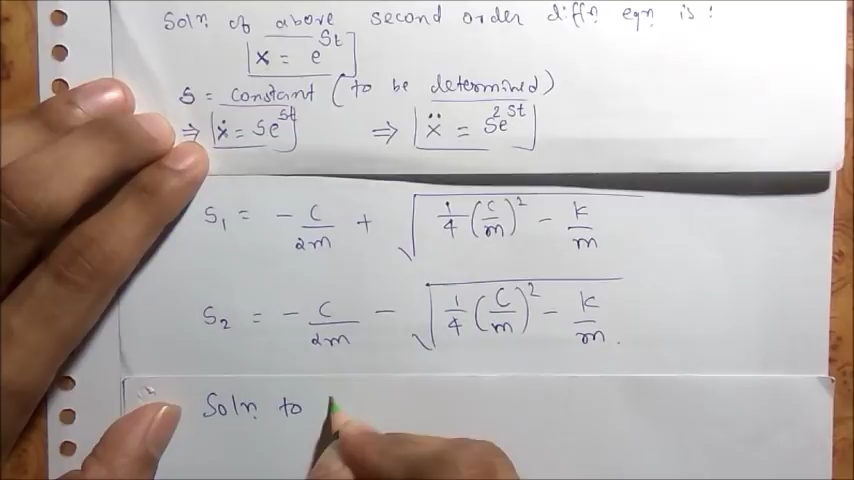 Soln of above second order diffn eqn is :
x = e^{St}
S = constant (to be determined)
⇒ ẋ = Se^{St} ⇒ ẍ = S²e^{St}
S₁ = - C/2m + √(1/4 (C/m)² - K/m)
S₂ = - C/2m - √(1/4 (C/m)² - K/m).
Soln to